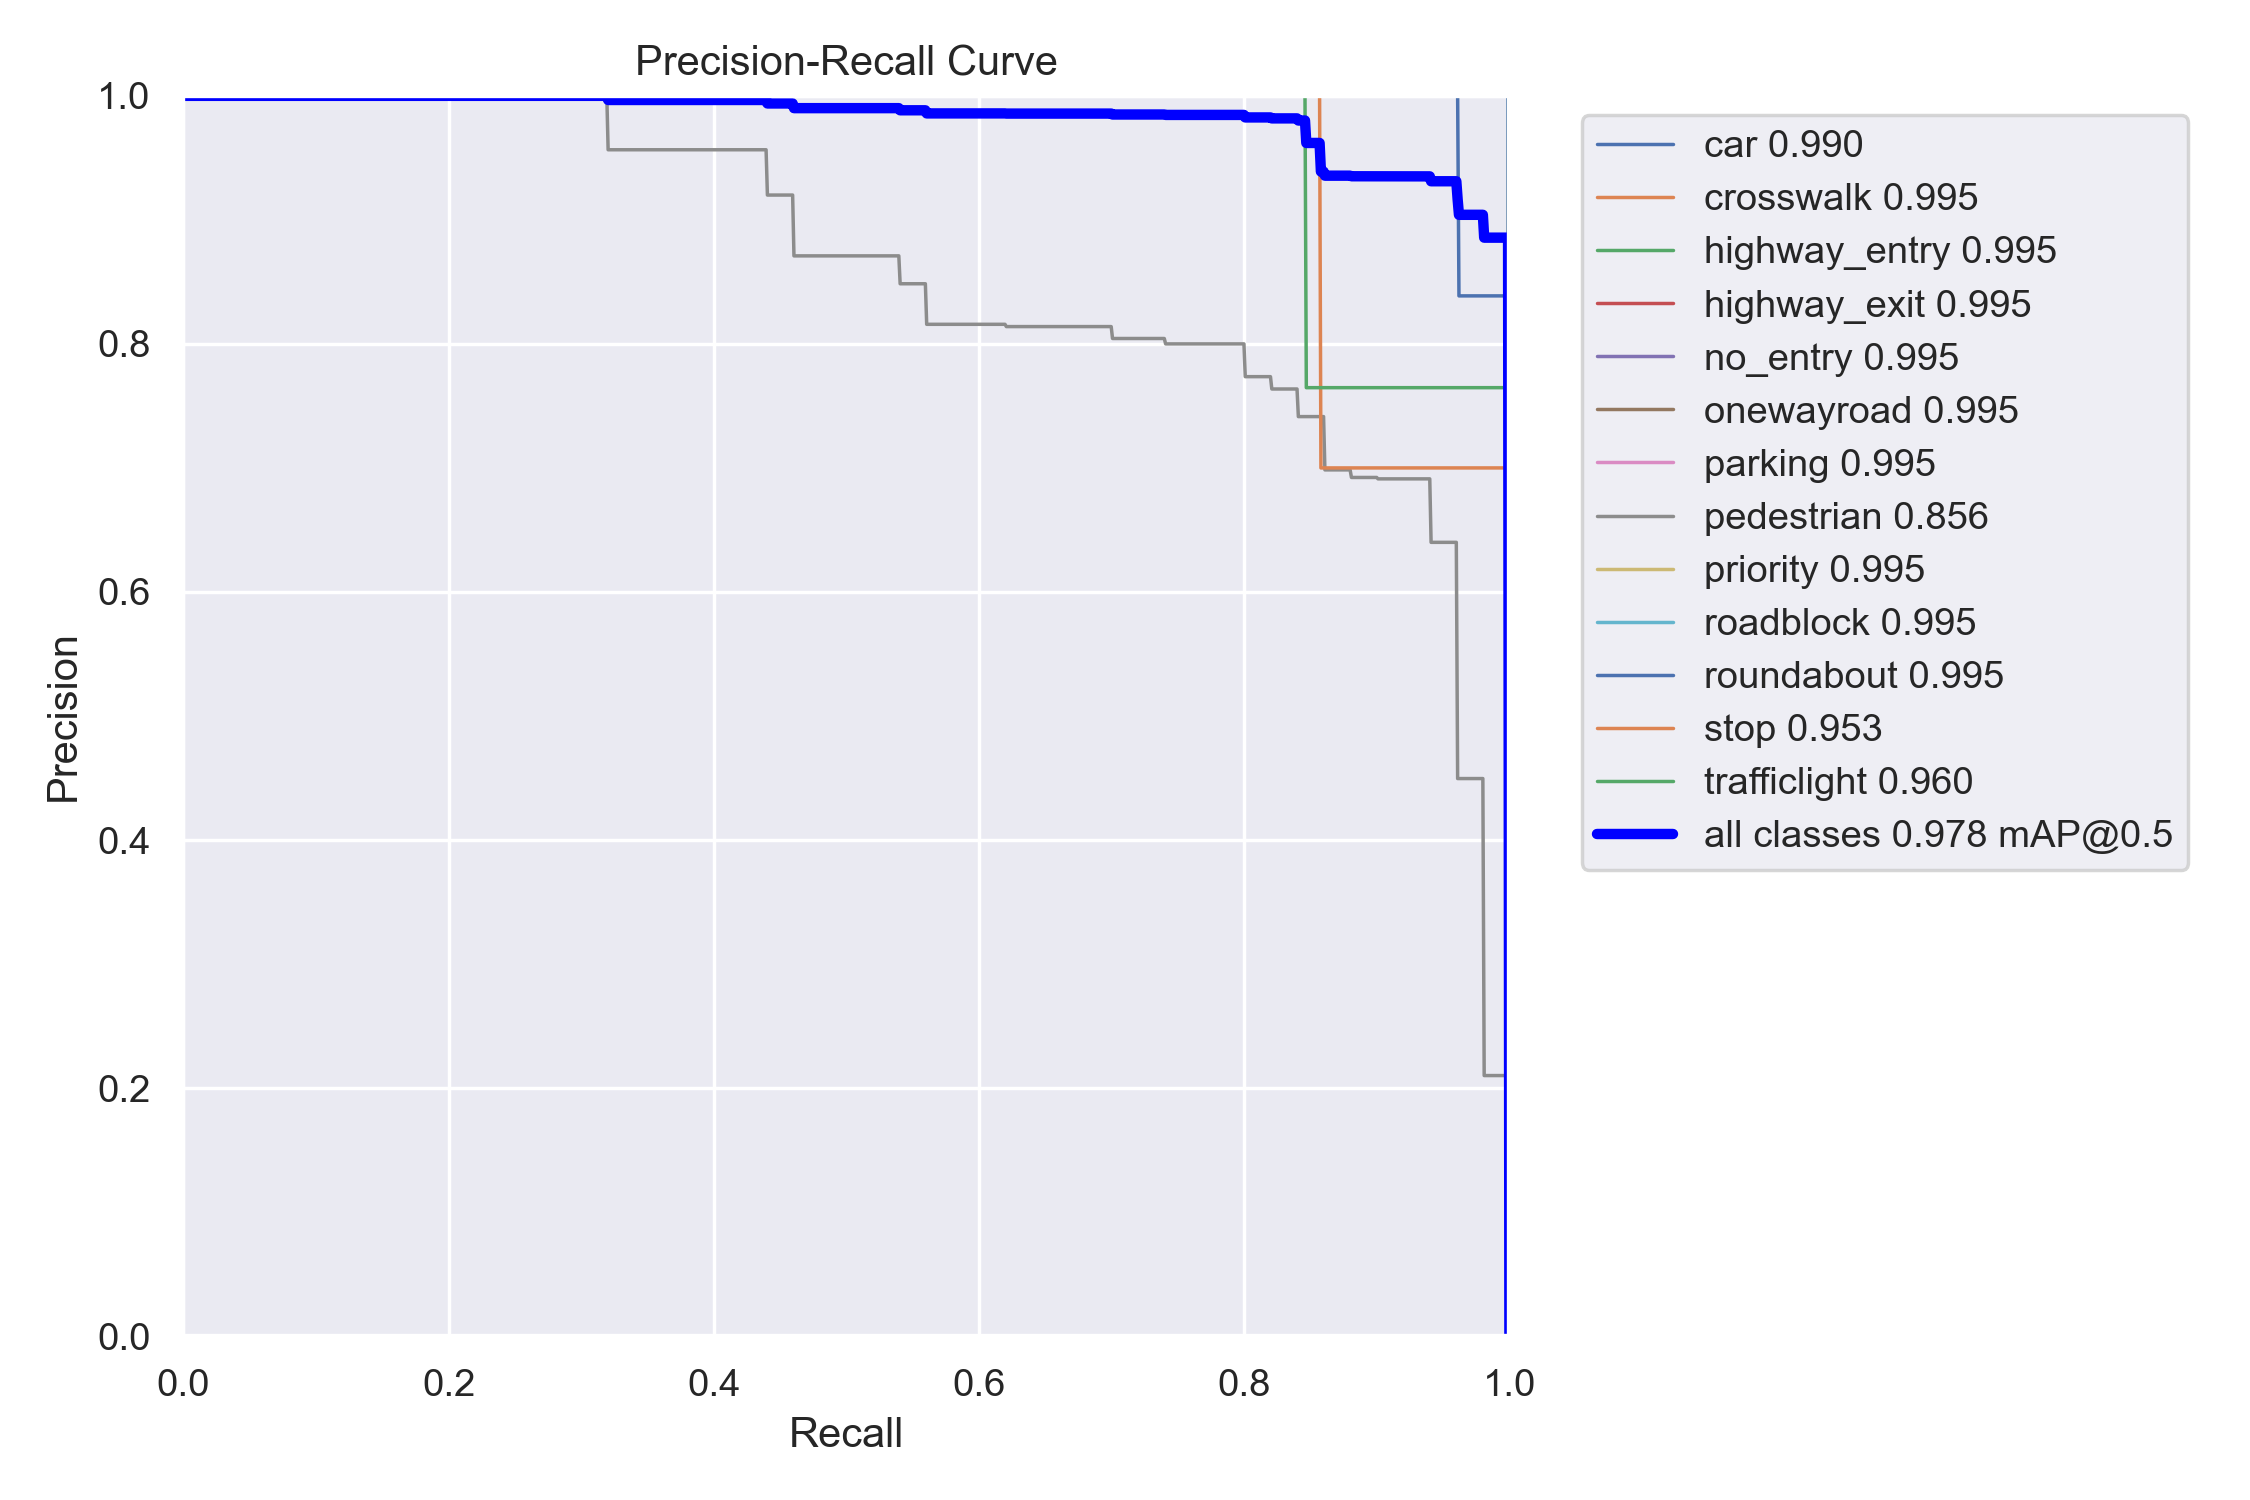 Precision-Recall Curve
1.0
0.8
0.6
0.4
0.2
0.0
Precision
0.0 0.2 0.4 0.6 0.8 1.0
Recall
car 0.990
crosswalk 0.995
highway_entry 0.995
highway_exit 0.995
no_entry 0.995
onewayroad 0.995
parking 0.995
pedestrian 0.856
priority 0.995
roadblock 0.995
roundabout 0.995
stop 0.953
trafficlight 0.960
all classes 0.978 mAP@0.5